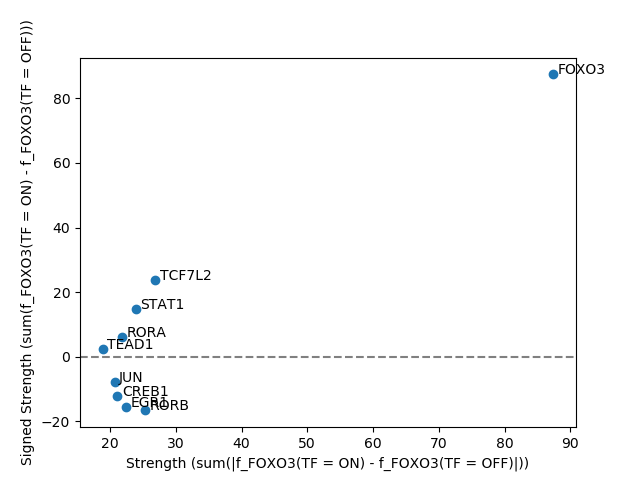 Signed Strength (sum(f_FOXO3(TF = ON) - f_FOXO3(TF = OFF)))
80
60
40
20
0
−20
FOXO3
TCF7L2
STAT1
RORA
TEAD1
JUN
CREB1
EGR1
RORB
20 30 40 50 60 70 80 90
Strength (sum(|f_FOXO3(TF = ON) - f_FOXO3(TF = OFF)|))